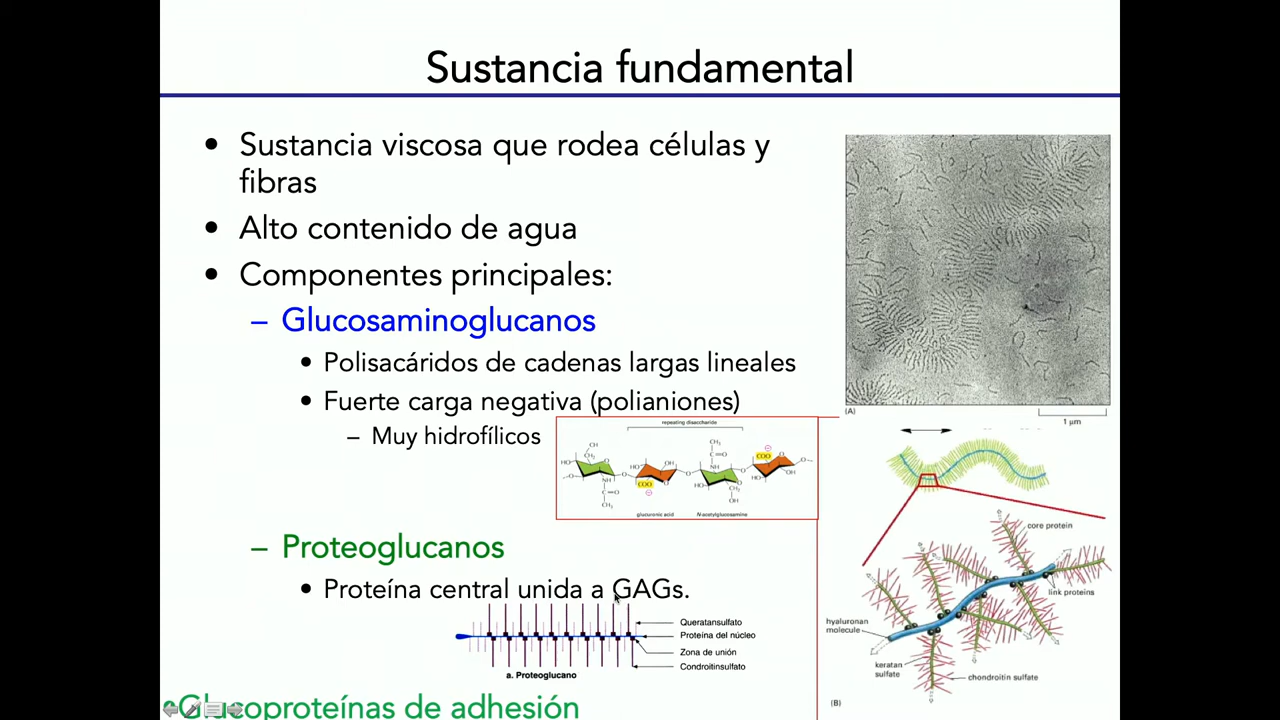 Sustancia fundamental
• Sustancia viscosa que rodea células y
fibras
• Alto contenido de agua
• Componentes principales:
– Glucosaminoglucanos
• Polisacáridos de cadenas largas lineales
• Fuerte carga negativa (polianiones)
– Muy hidrofílicos
repeating disaccharide
glucuronic acid
N-acetylglucosamine
– Proteoglucanos
• Proteína central unida a GAGs.
Queratansulfato
Proteína del núcleo
Zona de unión
Condroitinsulfato
a. Proteoglucano
Glucoproteínas de adhesión
(A)
1 μm
core protein
link proteins
hyaluronan
molecule
keratan
sulfate
chondroitin sulfate
(B)